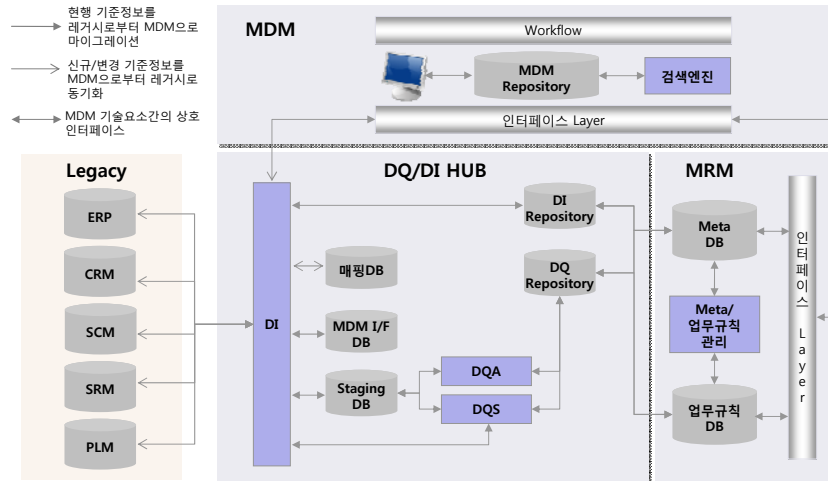 현행 기준정보를
레거시로부터 MDM으로
마이그레이션
신규/변경 기준정보를
MDM으로부터 레거시로
동기화
MDM 기술요소간의 상호
인터페이스
MDM
Workflow
MDM
Repository
검색엔진
인터페이스 Layer
Legacy
ERP
CRM
SCM
SRM
PLM
DQ/DI HUB
DI
DI
Repository
매핑DB
DQ
Repository
MDM I/F
DB
Staging
DB
DQA
DQS
MRM
Meta
DB
Meta/
업무규칙
관리
업무규칙
DB
인터페이스 Layer